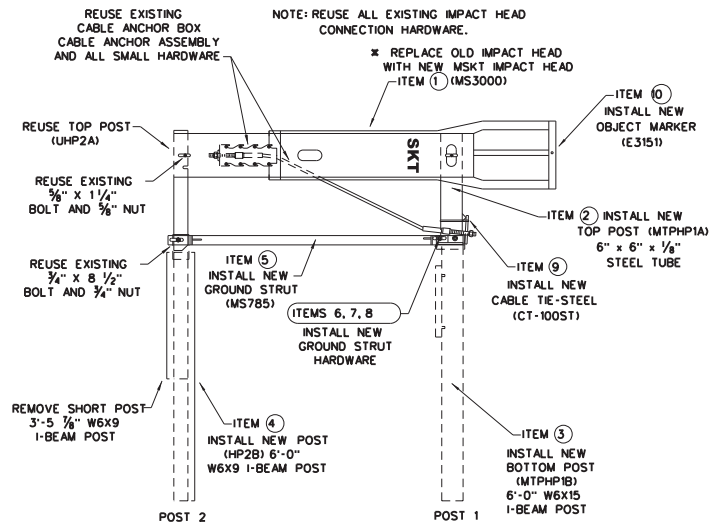 REUSE EXISTING
CABLE ANCHOR BOX
CABLE ANCHOR ASSEMBLY
AND ALL SMALL HARDWARE
NOTE: REUSE ALL EXISTING IMPACT HEAD
CONNECTION HARDWARE.
* REPLACE OLD IMPACT HEAD
WITH NEW MSKT IMPACT HEAD
ITEM 1 (MS3000)
ITEM 10
INSTALL NEW
OBJECT MARKER
(E3151)
REUSE TOP POST
(UHP2A)
SKT
REUSE EXISTING
5/8" X 1 1/4"
BOLT AND 5/8" NUT
ITEM 2 INSTALL NEW
TOP POST (MTPHP1A)
6" x 6" x 1/8"
STEEL TUBE
REUSE EXISTING
3/4" X 8 1/2"
BOLT AND 3/4" NUT
ITEM 5
INSTALL NEW
GROUND STRUT
(MS785)
ITEM 9
INSTALL NEW
CABLE TIE-STEEL
(CT-100ST)
ITEMS 6, 7, 8
INSTALL NEW
GROUND STRUT
HARDWARE
REMOVE SHORT POST
3'-5 7/8" W6X9
I-BEAM POST
ITEM 4
INSTALL NEW POST
(HP2B) 6'-0"
W6X9 I-BEAM POST
ITEM 3
INSTALL NEW
BOTTOM POST
(MTPHP1B)
6'-0" W6X15
I-BEAM POST
POST 2
POST 1